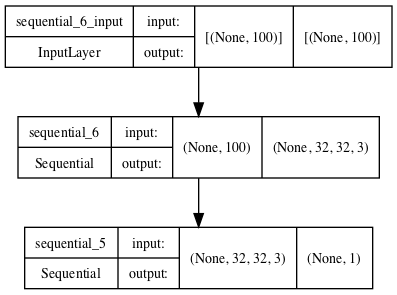 sequential_6_input input: [(None, 100)] [(None, 100)]
InputLayer output:
sequential_6 input: (None, 100) (None, 32, 32, 3)
Sequential output:
sequential_5 input: (None, 32, 32, 3) (None, 1)
Sequential output: